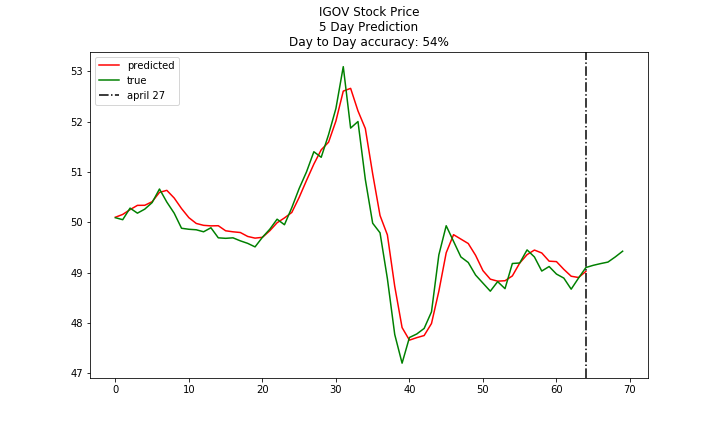 IGOV Stock Price
5 Day Prediction
Day to Day accuracy: 54%
predicted
true
april 27
53
52
51
50
49
48
47
0 10 20 30 40 50 60 70